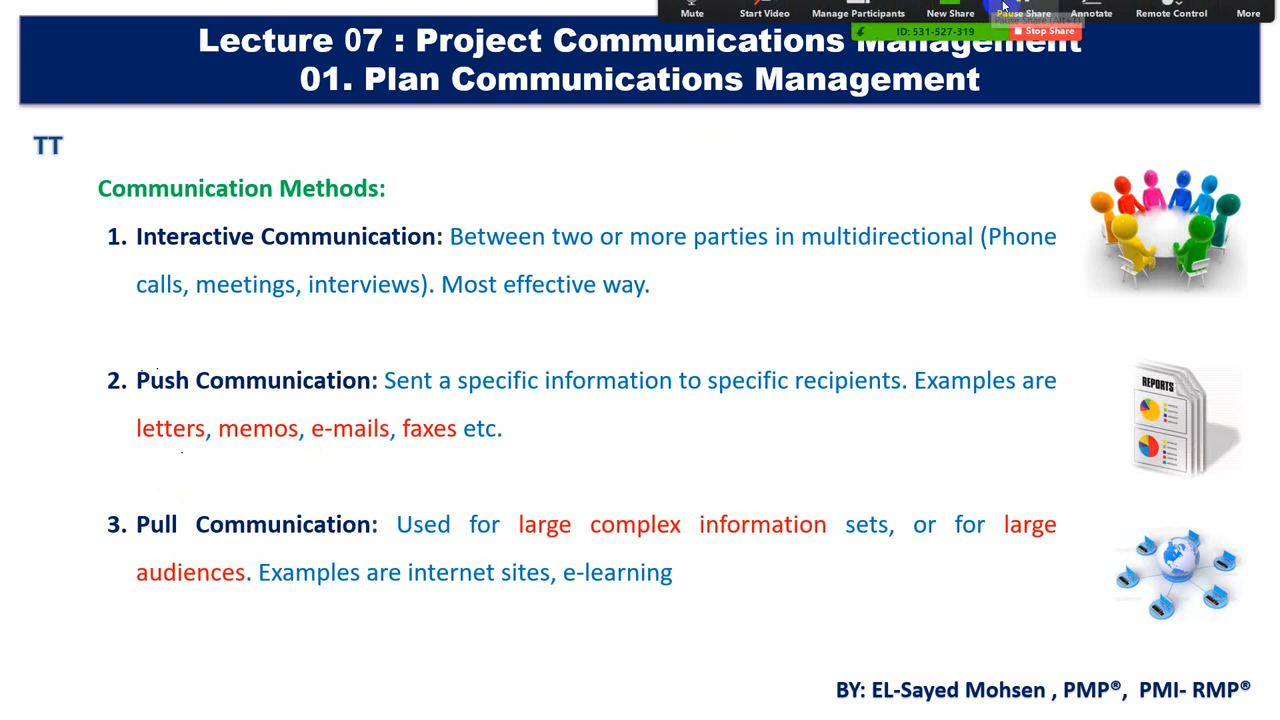 Mute Start Video Manage Participants New Share Pause Share Annotate Remote Control More
ID: 531-527-319 Stop Share
Lecture 07 : Project Communications Management
01. Plan Communications Management
TT
Communication Methods:
1. Interactive Communication: Between two or more parties in multidirectional (Phone
calls, meetings, interviews). Most effective way.
2. Push Communication: Sent a specific information to specific recipients. Examples are
REPORTS
letters, memos, e-mails, faxes etc.
3. Pull Communication: Used for large complex information sets, or for large
audiences. Examples are internet sites, e-learning
BY: EL-Sayed Mohsen , PMP®, PMI- RMP®